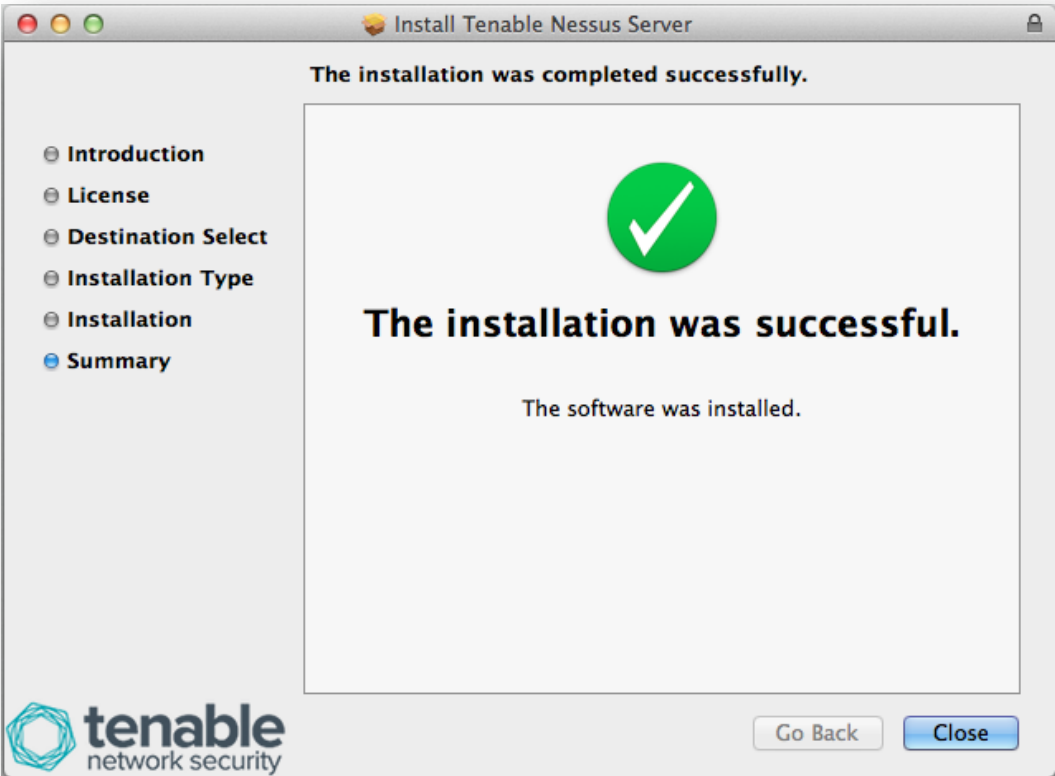 Install Tenable Nessus Server
The installation was completed successfully.
Introduction
License
Destination Select
Installation Type
Installation
Summary
The installation was successful.
The software was installed.
tenable
network security
Go Back
Close